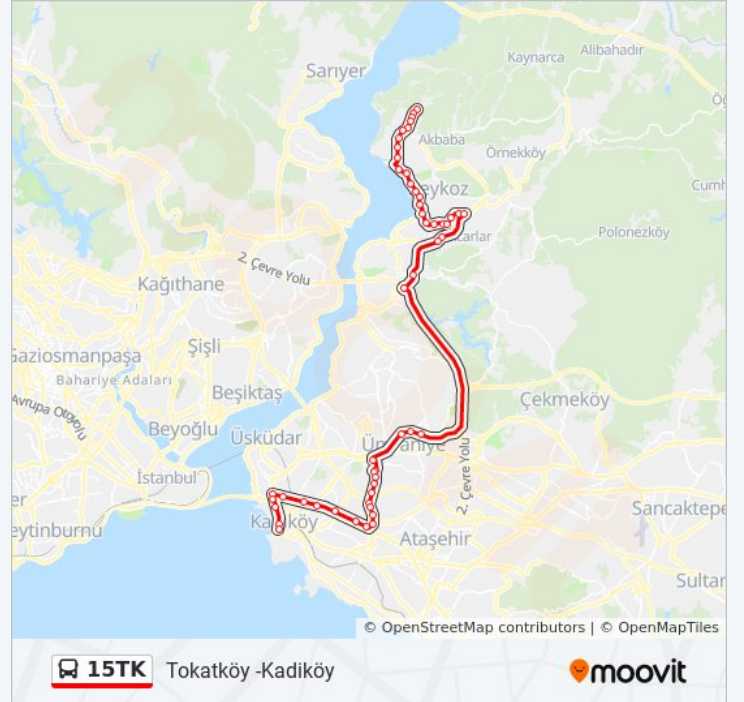 Sarıyer
Kaynarca
Alibahadır
Akbaba
Örnekköy
eykoz
Cumh
zarlar
Polonezköy
2. Çevre Yolu
Kağıthane
Gaziosmanpaşa
Şişli
Bahariye Adaları
Beşiktaş
Avrupa Otoyolu
Beyoğlu
Üsküdar
Çekmeköy
2. Çevre Yolu
İstanbul
er
eytinburnu
Kadıköy
Ataşehir
Sancaktepe
Sultan
© OpenStreetMap contributors | © OpenMapTiles
15TK Tokatköy -Kadiköy
moovit